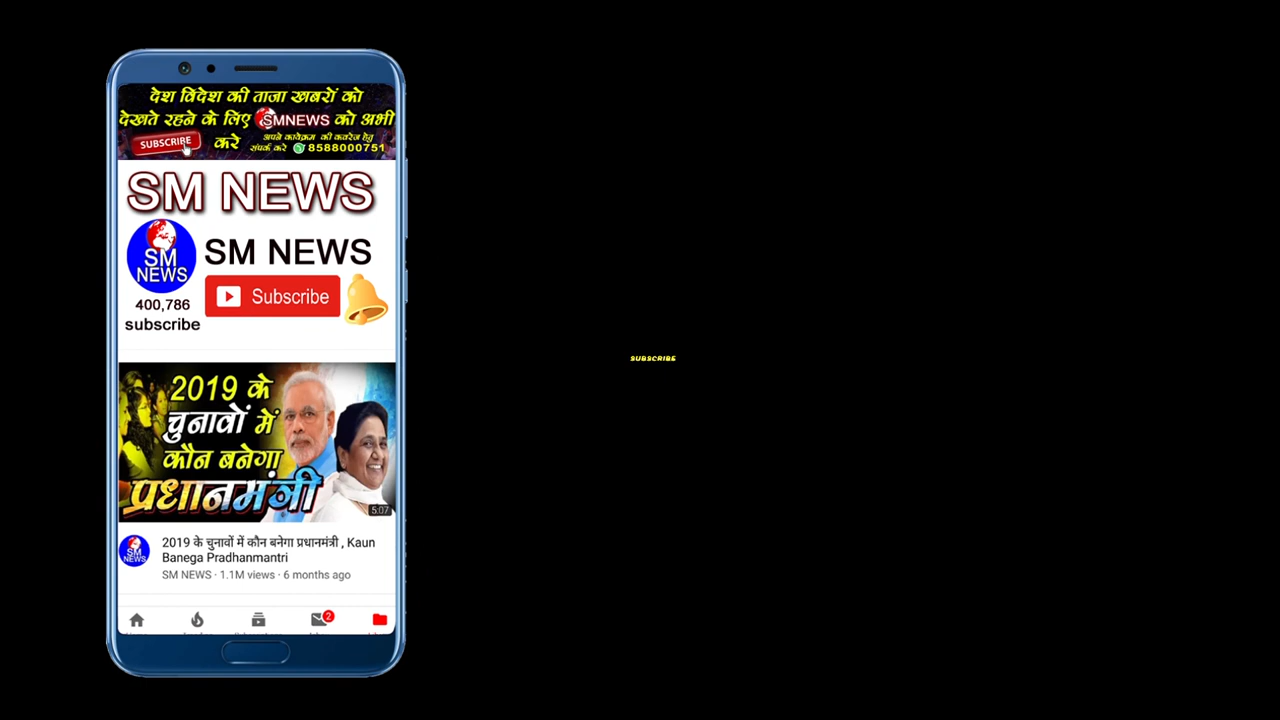 देश विदेश की ताजा खबरों को
देखते रहने के लिए SMNEWS को अभी
SUBSCRIBE करे
अपने कार्यक्रम की कवरेज हेतु
संपर्क करे 8588000751
SM NEWS
SM
NEWS
SM NEWS
Subscribe
400,786
subscribe
SUBSCRIBE
2019 के
चुनावों में
कौन बनेगा
प्रधानमंत्री
5:07
SM
NEWS
2019 के चुनावों में कौन बनेगा प्रधानमंत्री , Kaun
Banega Pradhanmantri
SM NEWS · 1.1M views · 6 months ago
2